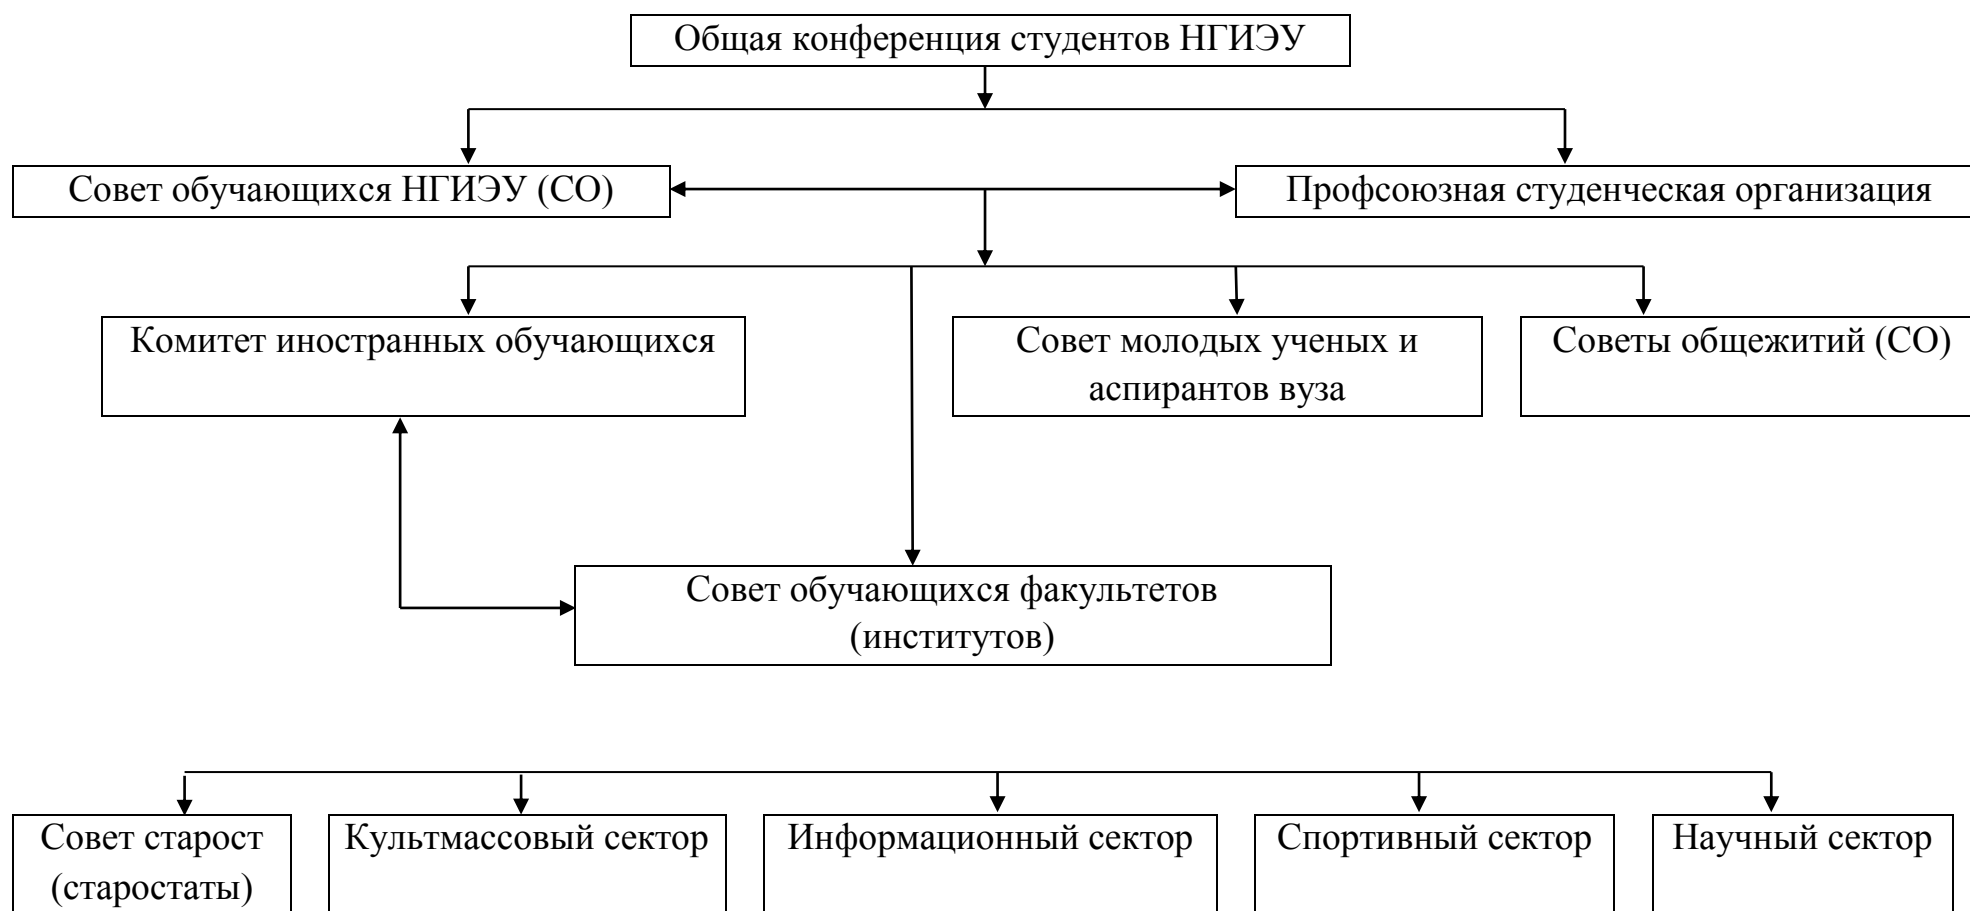 Общая конференция студентов НГИЭУ
Совет обучающихся НГИЭУ (СО)
Профсоюзная студенческая организация
Комитет иностранных обучающихся
Совет молодых ученых и
аспирантов вуза
Советы общежитий (СО)
Совет обучающихся факультетов
(институтов)
Совет старост
(старостаты)
Культмассовый сектор
Информационный сектор
Спортивный сектор
Научный сектор